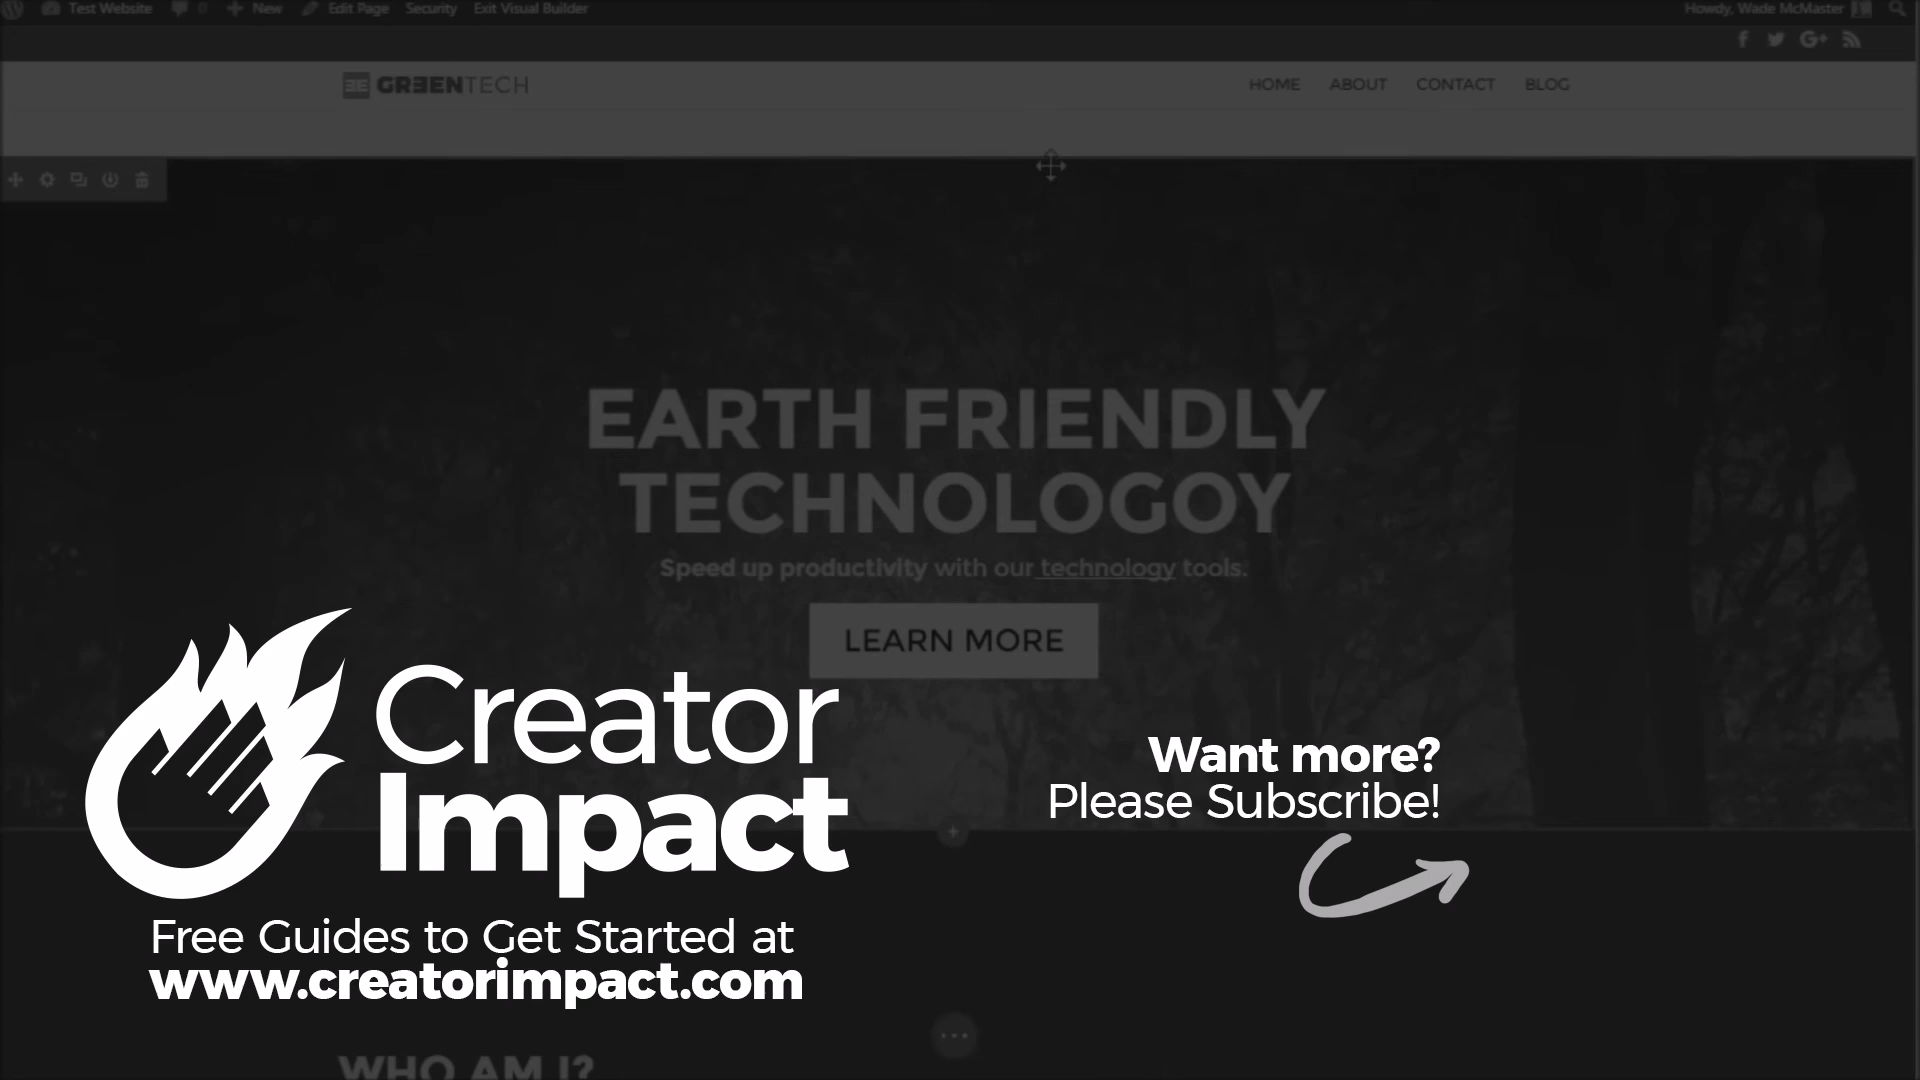 Test Website 0 New Edit Page Security Exit Visual Builder Howdy, Wade McMaster
GREENTECH HOME ABOUT CONTACT BLOG
EARTH FRIENDLY
TECHNOLOGOY
Speed up productivity with our technology tools.
LEARN MORE
Creator
Impact
Free Guides to Get Started at
www.creatorimpact.com
Want more?
Please Subscribe!
WHO AM I?